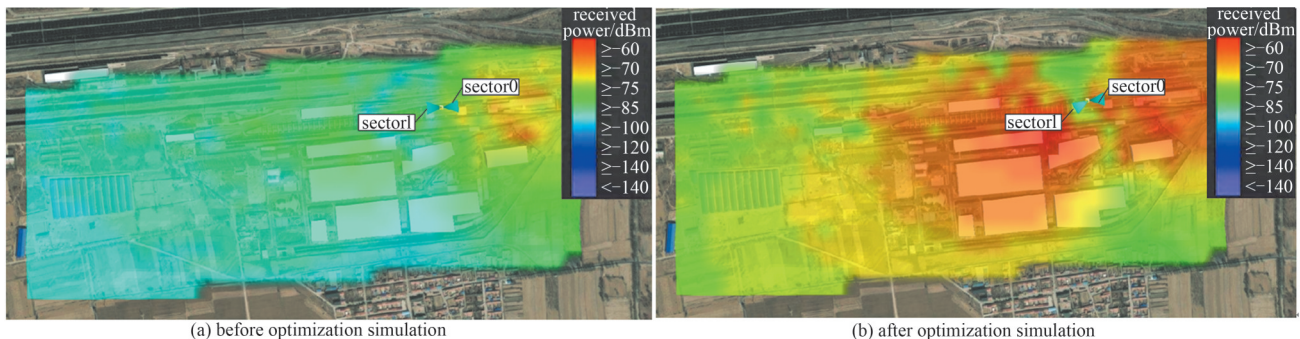 received
power/dBm
≥−60
≥−70
≥−75
≥−85
≥−100
≥−120
≥−140
<−140
sector0
sector1
(a) before optimization simulation
received
power/dBm
≥−60
≥−70
≥−75
≥−85
≥−100
≥−120
≥−140
<−140
sector0
sector1
(b) after optimization simulation